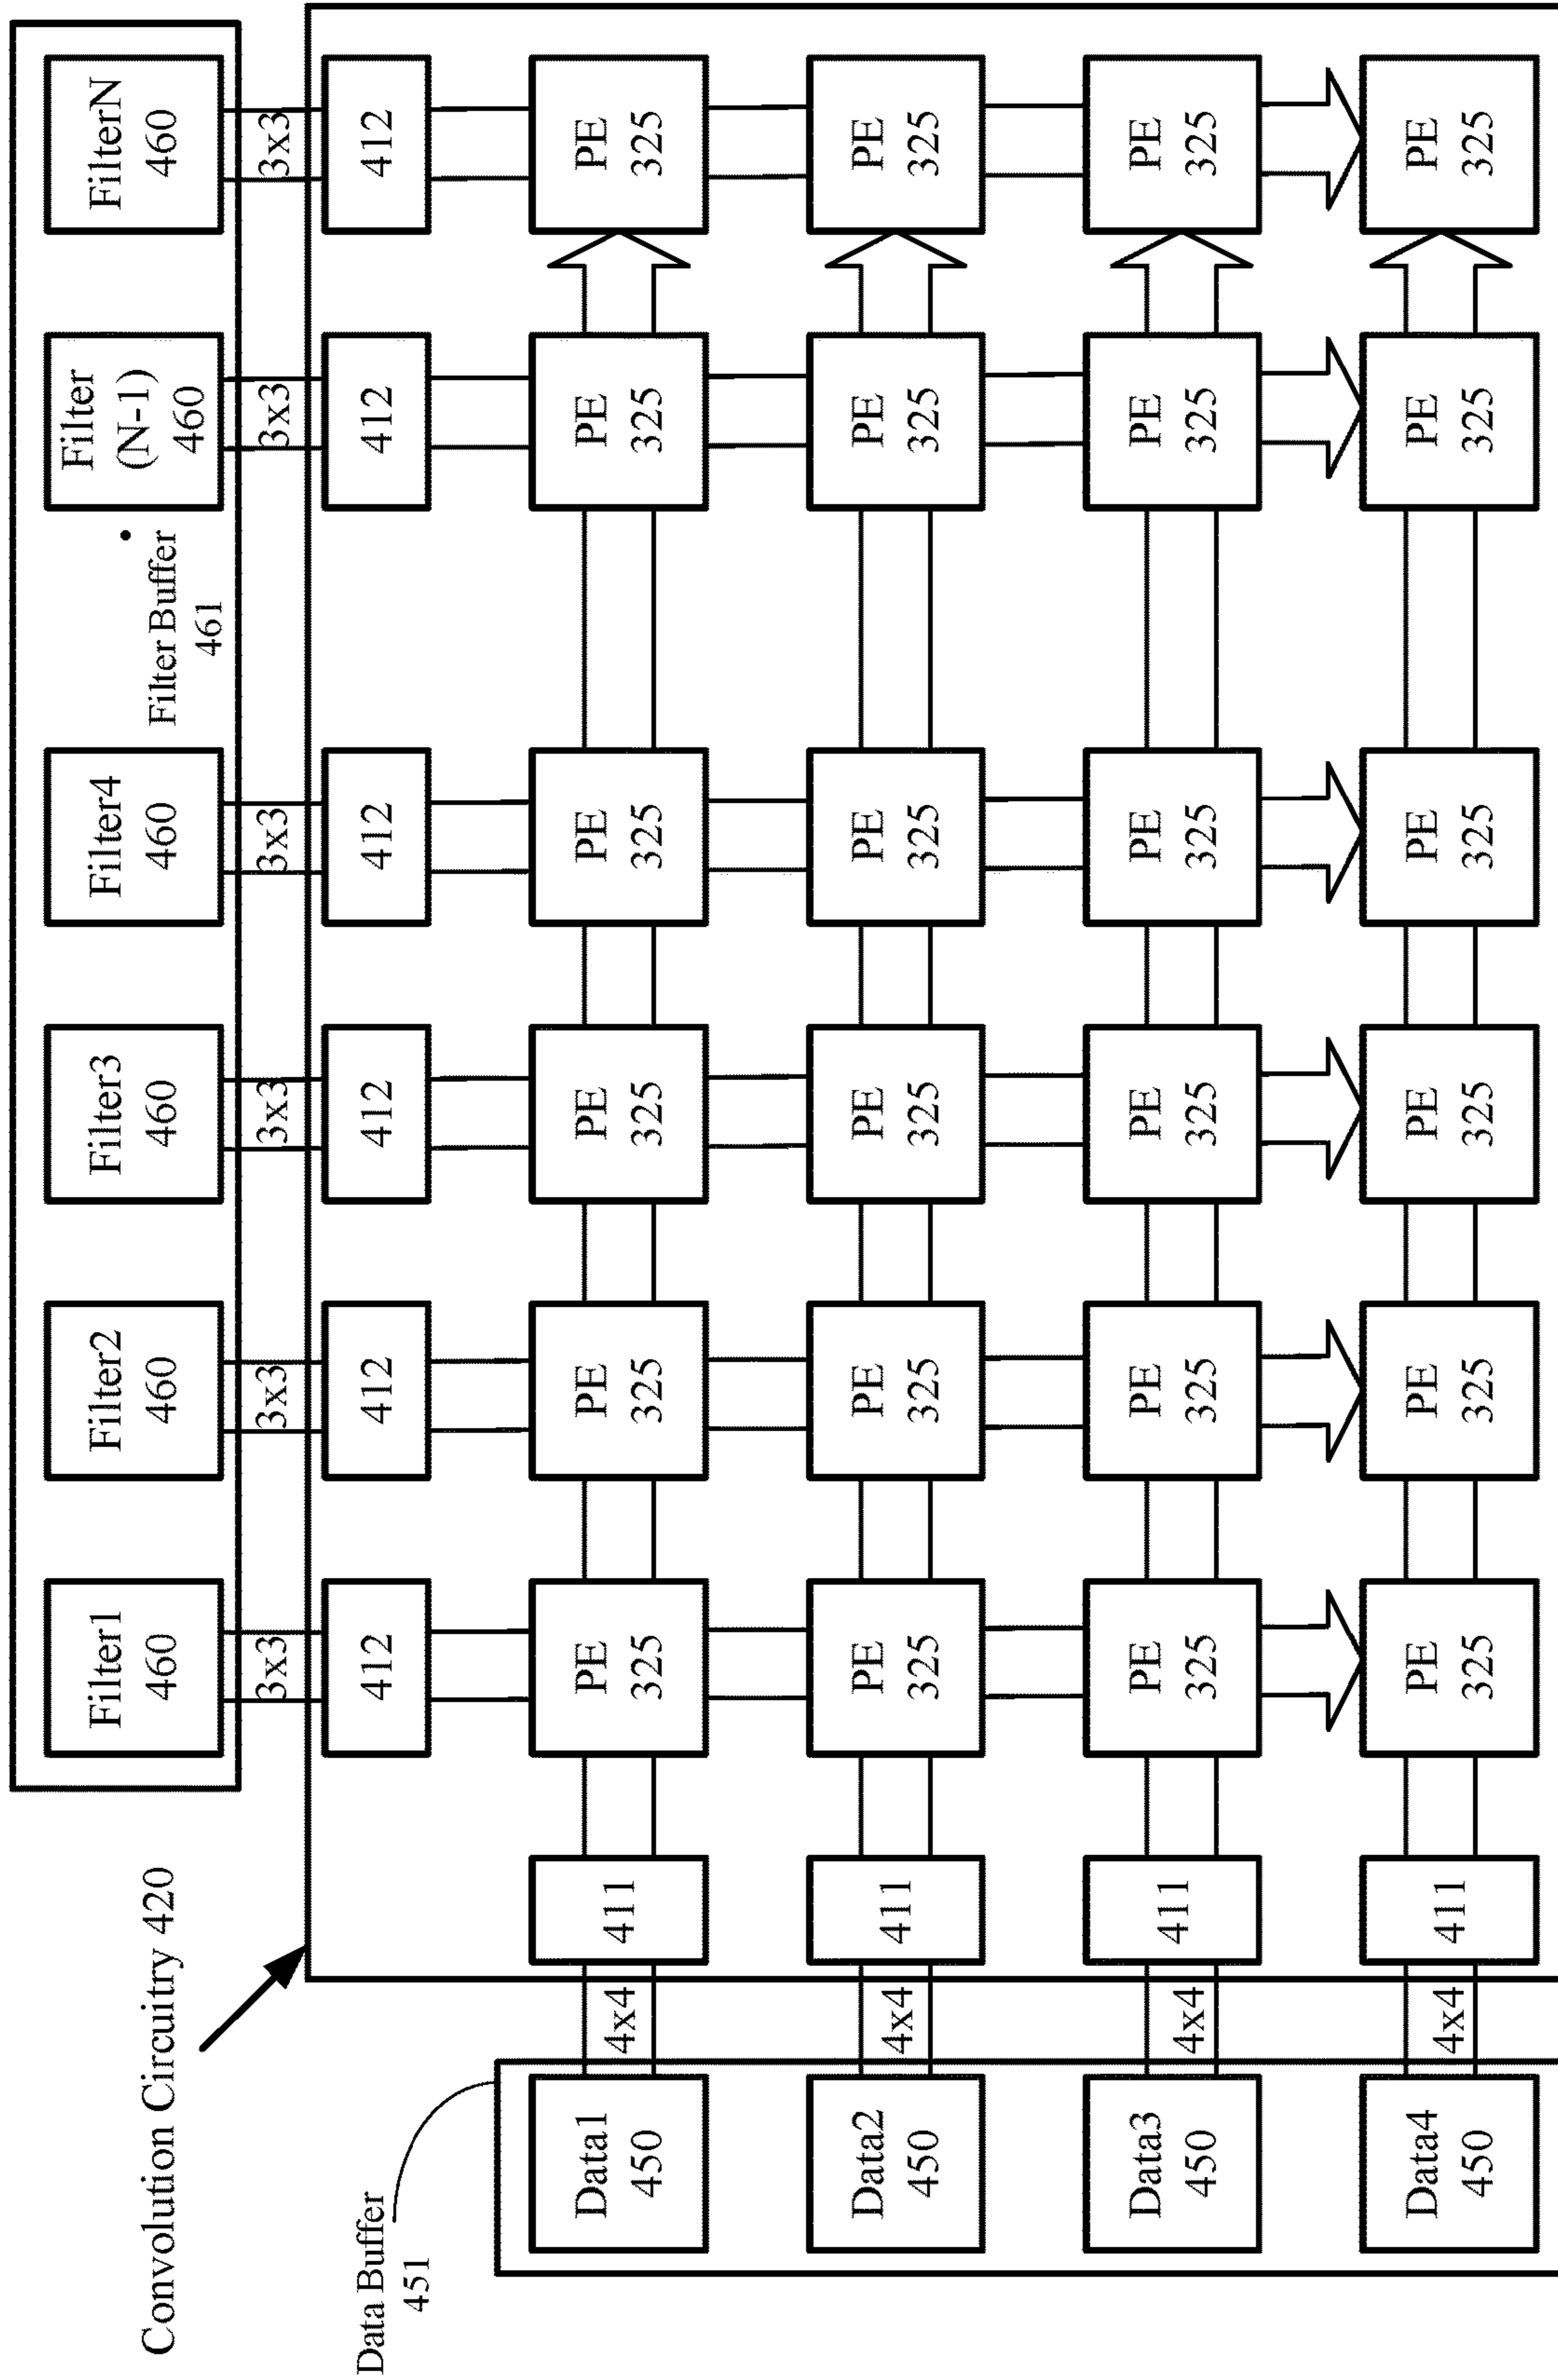 Convolution Circuitry 420
Filter1
460
Filter2
460
Filter3
460
Filter4
460
Filter Buffer
461
Filter
(N-1)
460
FilterN
460
3x3
3x3
3x3
3x3
3x3
3x3
412
412
412
412
412
412
Data Buffer
451
Data1
450
4x4
411
PE
325
PE
325
PE
325
PE
325
PE
325
PE
325
Data2
450
4x4
411
PE
325
PE
325
PE
325
PE
325
PE
325
PE
325
Data3
450
4x4
411
PE
325
PE
325
PE
325
PE
325
PE
325
PE
325
Data4
450
4x4
411
PE
325
PE
325
PE
325
PE
325
PE
325
PE
325